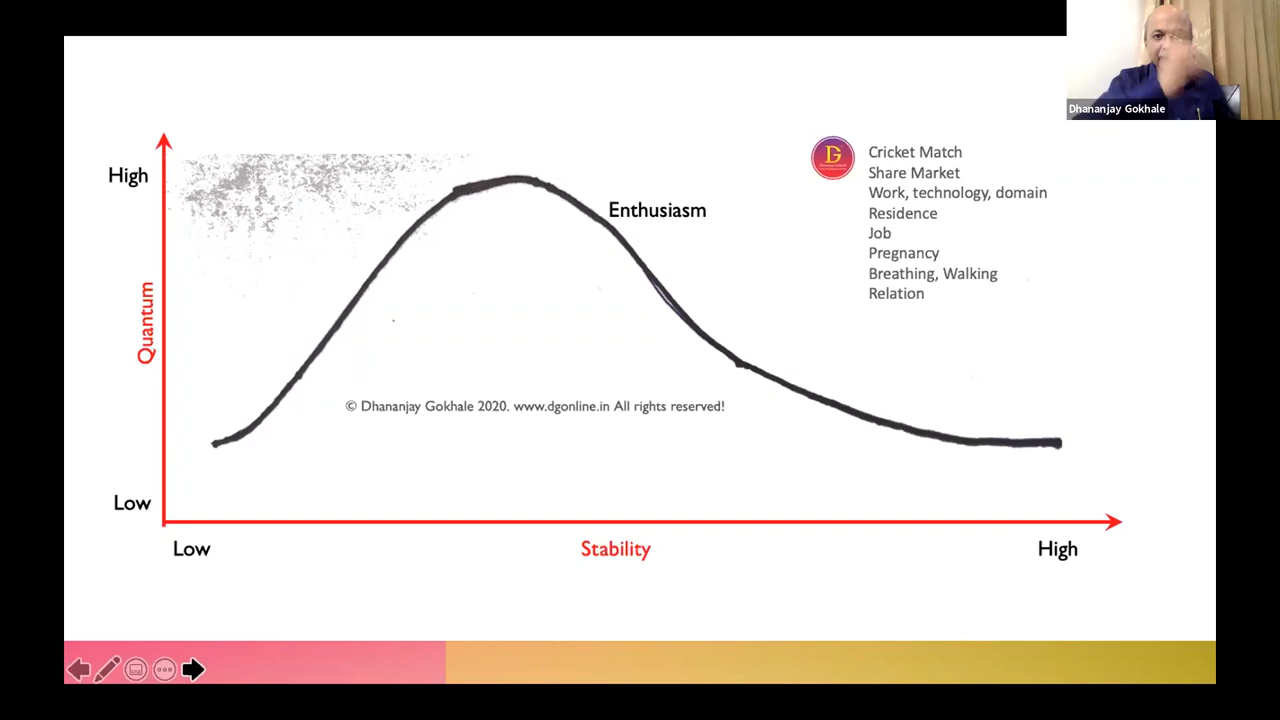 Dhananjay Gokhale
High
Cricket Match
Share Market
Work, technology, domain
Residence
Job
Pregnancy
Breathing, Walking
Relation
Enthusiasm
Quantum
© Dhananjay Gokhale 2020. www.dgonline.in All rights reserved!
Low
Low
Stability
High